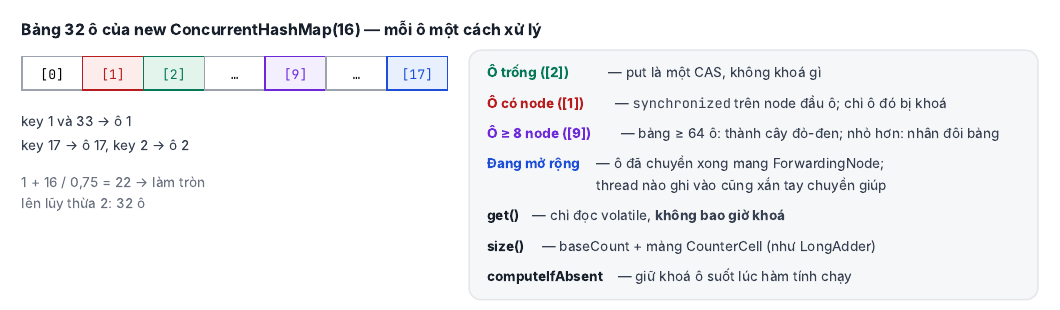 Bảng 32 ô của new ConcurrentHashMap(16) — mỗi ô một cách xử lý
[0] [1] [2] … [9] … [17]
key 1 và 33 → ô 1
key 17 → ô 17, key 2 → ô 2
1 + 16 / 0,75 = 22 → làm tròn
lên lũy thừa 2: 32 ô
Ô trống ([2]) — put là một CAS, không khoá gì
Ô có node ([1]) — synchronized trên node đầu ô; chỉ ô đó bị khoá
Ô ≥ 8 node ([9]) — bảng ≥ 64 ô: thành cây đỏ-đen; nhỏ hơn: nhân đôi bảng
Đang mở rộng — ô đã chuyển xong mang ForwardingNode;
thread nào ghi vào cũng xắn tay chuyển giúp
get() — chỉ đọc volatile, không bao giờ khoá
size() — baseCount + mảng CounterCell (như LongAdder)
computeIfAbsent — giữ khoá ô suốt lúc hàm tính chạy